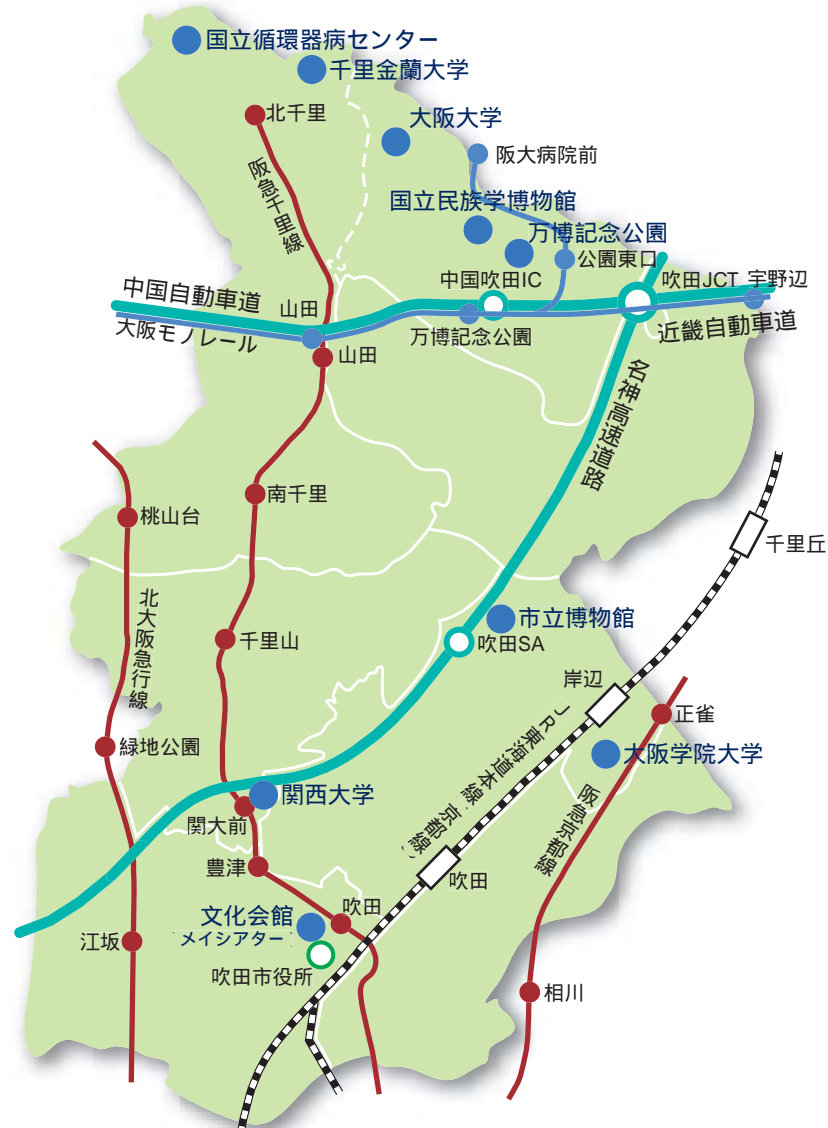 国立循環器病センター
千里金蘭大学
北千里
大阪大学
阪大病院前
阪急千里線
国立民族学博物館
万博記念公園
公園東口
中国吹田IC
吹田JCT
宇野辺
中国自動車道
山田
大阪モノレール
万博記念公園
近畿自動車道
山田
名神高速道路
南千里
桃山台
千里丘
北大阪急行線
市立博物館
千里山
吹田SA
岸辺
正雀
JR東海道本線(京都線)
緑地公園
大阪学院大学
関西大学
阪急京都線
関大前
豊津
吹田
文化会館
吹田
メイシアター
江坂
吹田市役所
相川